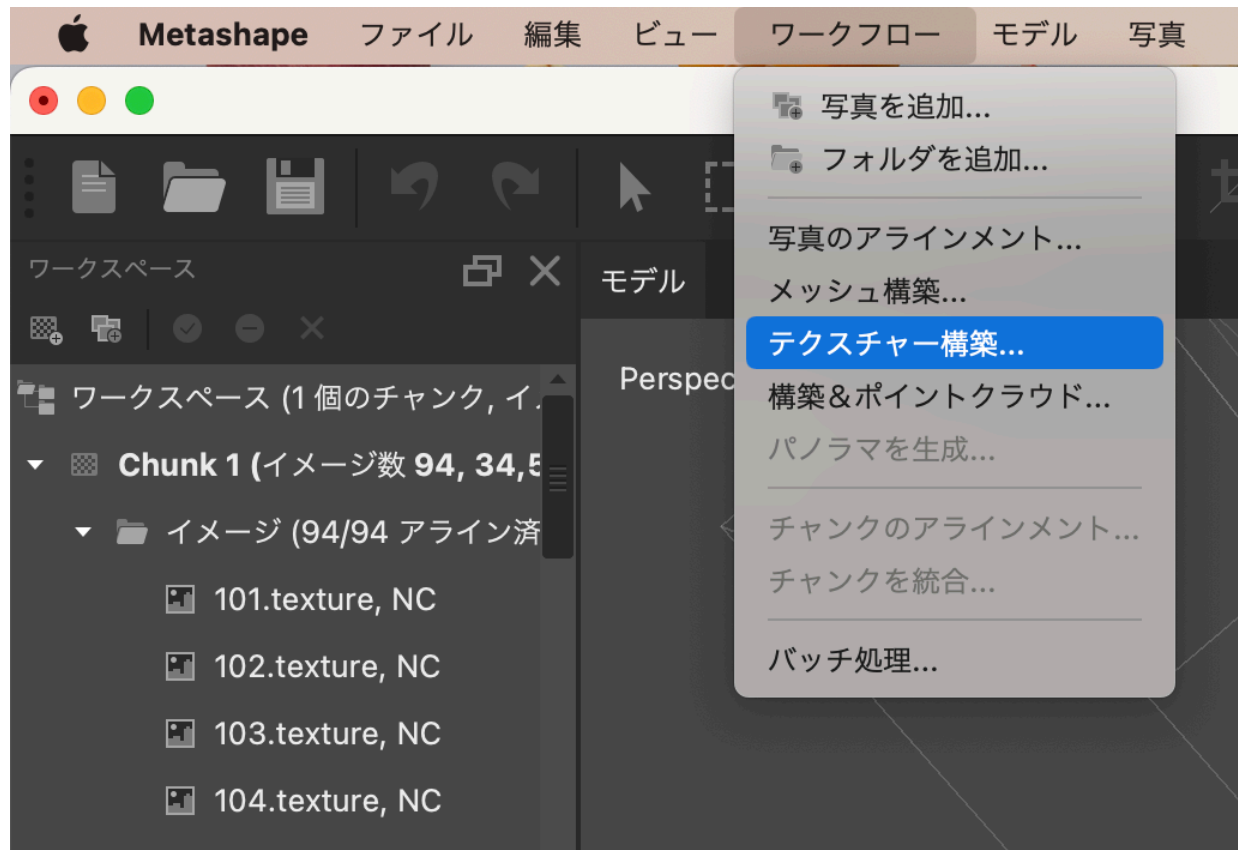 Metashape ファイル 編集 ビュー ワークフロー モデル 写真
写真を追加...
フォルダを追加...
写真のアラインメント...
メッシュ構築...
テクスチャー構築...
構築&ポイントクラウド...
パノラマを生成...
チャンクのアラインメント...
チャンクを統合...
バッチ処理...
ワークスペース
モデル
Perspec
ワークスペース (1 個のチャンク, イ
Chunk 1 (イメージ数 94, 34,5
イメージ (94/94 アライン済
101.texture, NC
102.texture, NC
103.texture, NC
104.texture, NC